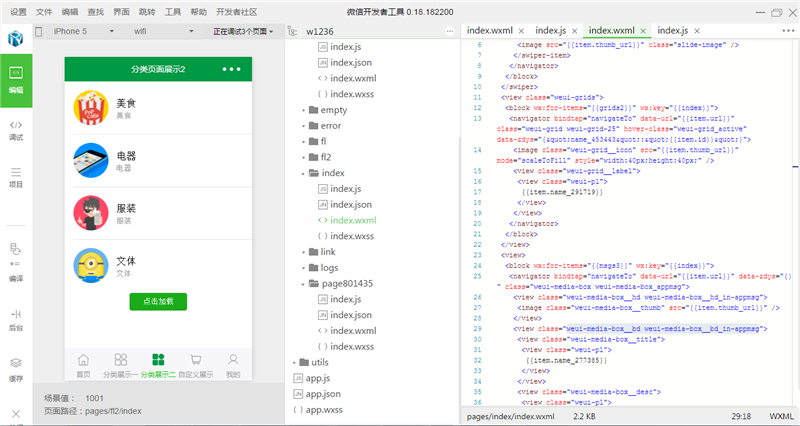 设置 文件 编辑 查找 界面 跳转 工具 帮助 开发者社区
微信开发者工具 0.18.182200
iPhone 5 wifi 正在调试3个页面
编辑
调试
项目
编译
后台
缓存
分类页面展示2
美食
美食
电器
电器
服装
服装
文体
文体
点击加载
首页 分类展示一 分类展示二 自定义展示 我的
场景值： 1001
页面路径：pages/fl2/index
w1236
index.js
index.json
index.wxml
index.wxss
empty
error
fl
fl2
index
index.js
index.json
index.wxml
index.wxss
link
logs
page801435
index.js
index.json
index.wxml
index.wxss
utils
app.js
app.json
app.wxss
index.wxml index.js index.wxml index.js
6 <image src="{{item.thumb_url}}" class="slide-image" />
7 </swiper-item>
8 </navigator>
9 </block>
10 </swiper>
11 <view class="weui-grids">
12 <block wx:for-items="{{grids2}}" wx:key="{{index}}">
13 <navigator bindtap="navigateTo" data-url="{{item.url}}"
class="weui-grid weui-grid-25" hover-class="weui-grid_active"
data-zdys="{&quot;name_453443&quot;:&quot;{{item.id}}&quot;}">
14 <image class="weui-grid__icon" src="{{item.thumb_url}}"
mode="scaleToFill" style="width:40px;height:40px;" />
15 <view class="weui-grid__label">
16 <view class="weui-pl">
17 {{item.name_291719}}
18 </view>
19 </view>
20 </navigator>
21 </block>
22 </view>
23 <view>
24 <block wx:for-items="{{msgs3}}" wx:key="{{index}}">
25 <navigator bindtap="navigateTo" data-url="{{item.url}}" data-zdys="{}
" class="weui-media-box weui-media-box_appmsg">
26 <view class="weui-media-box__hd weui-media-box__hd_in-appmsg">
27 <image class="weui-media-box__thumb" src="{{item.thumb_url}}" />
28 </view>
29 <view class="weui-media-box__bd weui-media-box__bd_in-appmsg">
30 <view class="weui-media-box__title">
31 <view class="weui-pl">
32 {{item.name_277385}}
33 </view>
34 </view>
35 <view class="weui-media-box__desc">
36 <view class="weui-pl">
pages/index/index.wxml 2.2 KB 29:18 WXML